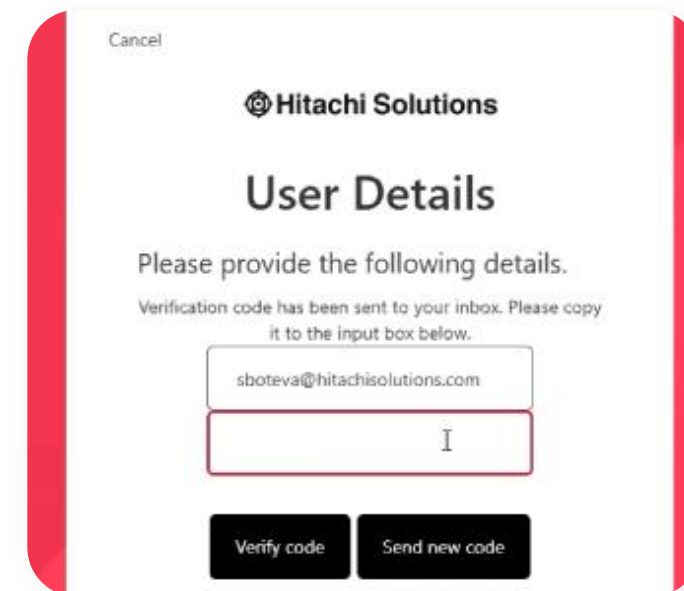 Cancel
Hitachi Solutions
User Details
Please provide the following details.
Verification code has been sent to your inbox. Please copy
it to the input box below.
sboteva@hitachisolutions.com
Verify code
Send new code